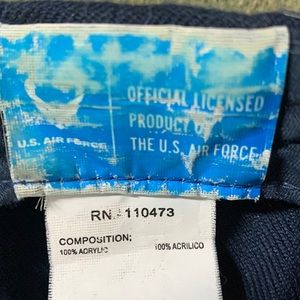 OFFICIAL LICENSED
PRODUCT OF
THE U.S. AIR FORCE
U.S. AIR FORCE
RN.-110473
COMPOSITION:
100% ACRYLIC 100% ACRILICO